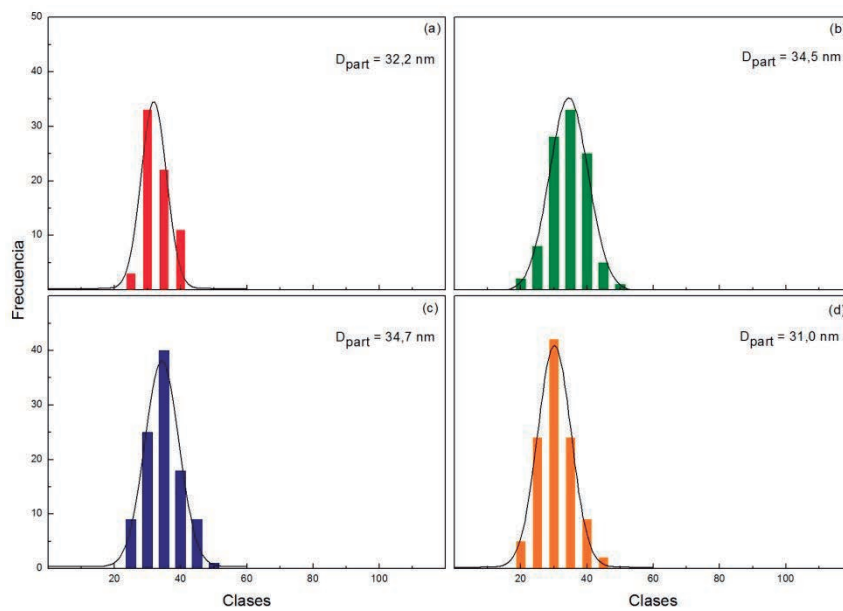 50
40
30
20
10
(a)
D_part = 32,2 nm
(b)
D_part = 34,5 nm
Frecuencia
40
30
20
10
0
(c)
D_part = 34,7 nm
(d)
D_part = 31,0 nm
20 40 60 80 100
20 40 60 80 100
Clases
Clases